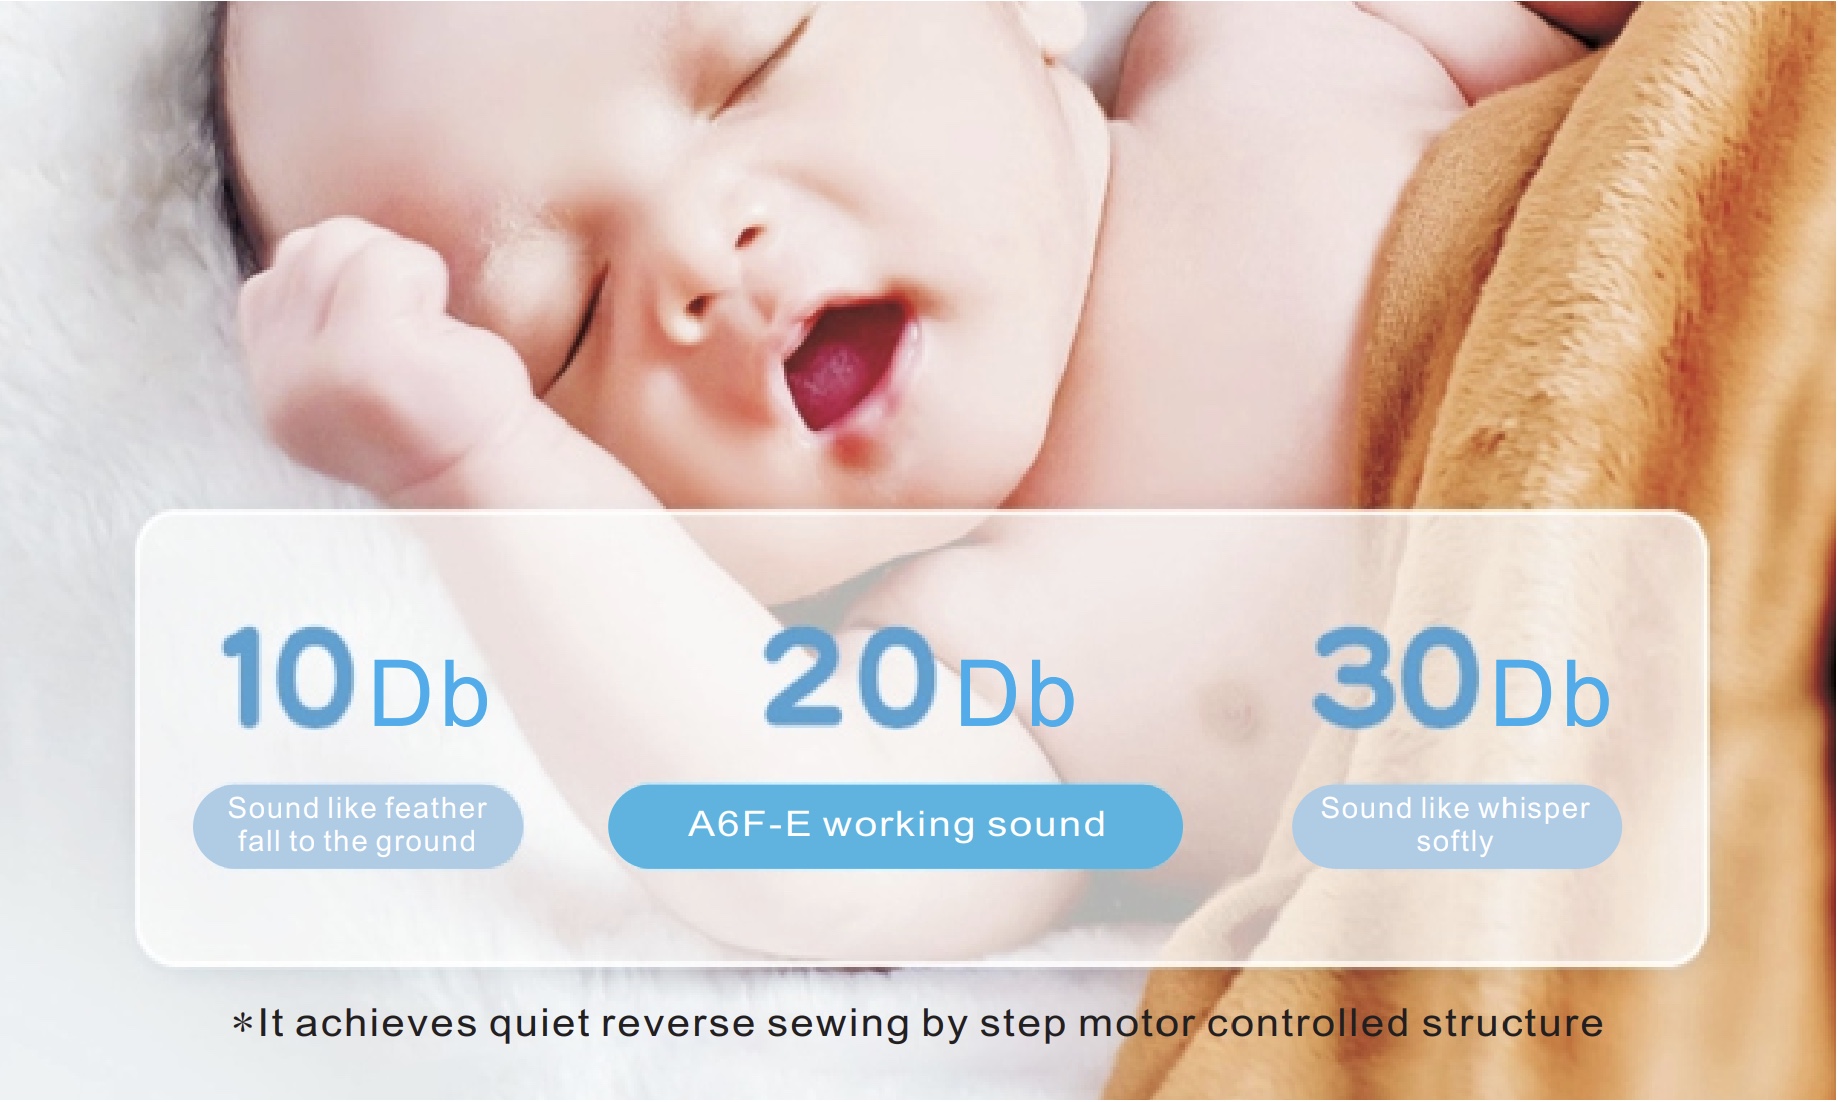 10Db 20Db 30Db
Sound like feather
fall to the ground
A6F-E working sound
Sound like whisper
softly
*It achieves quiet reverse sewing by step motor controlled structure